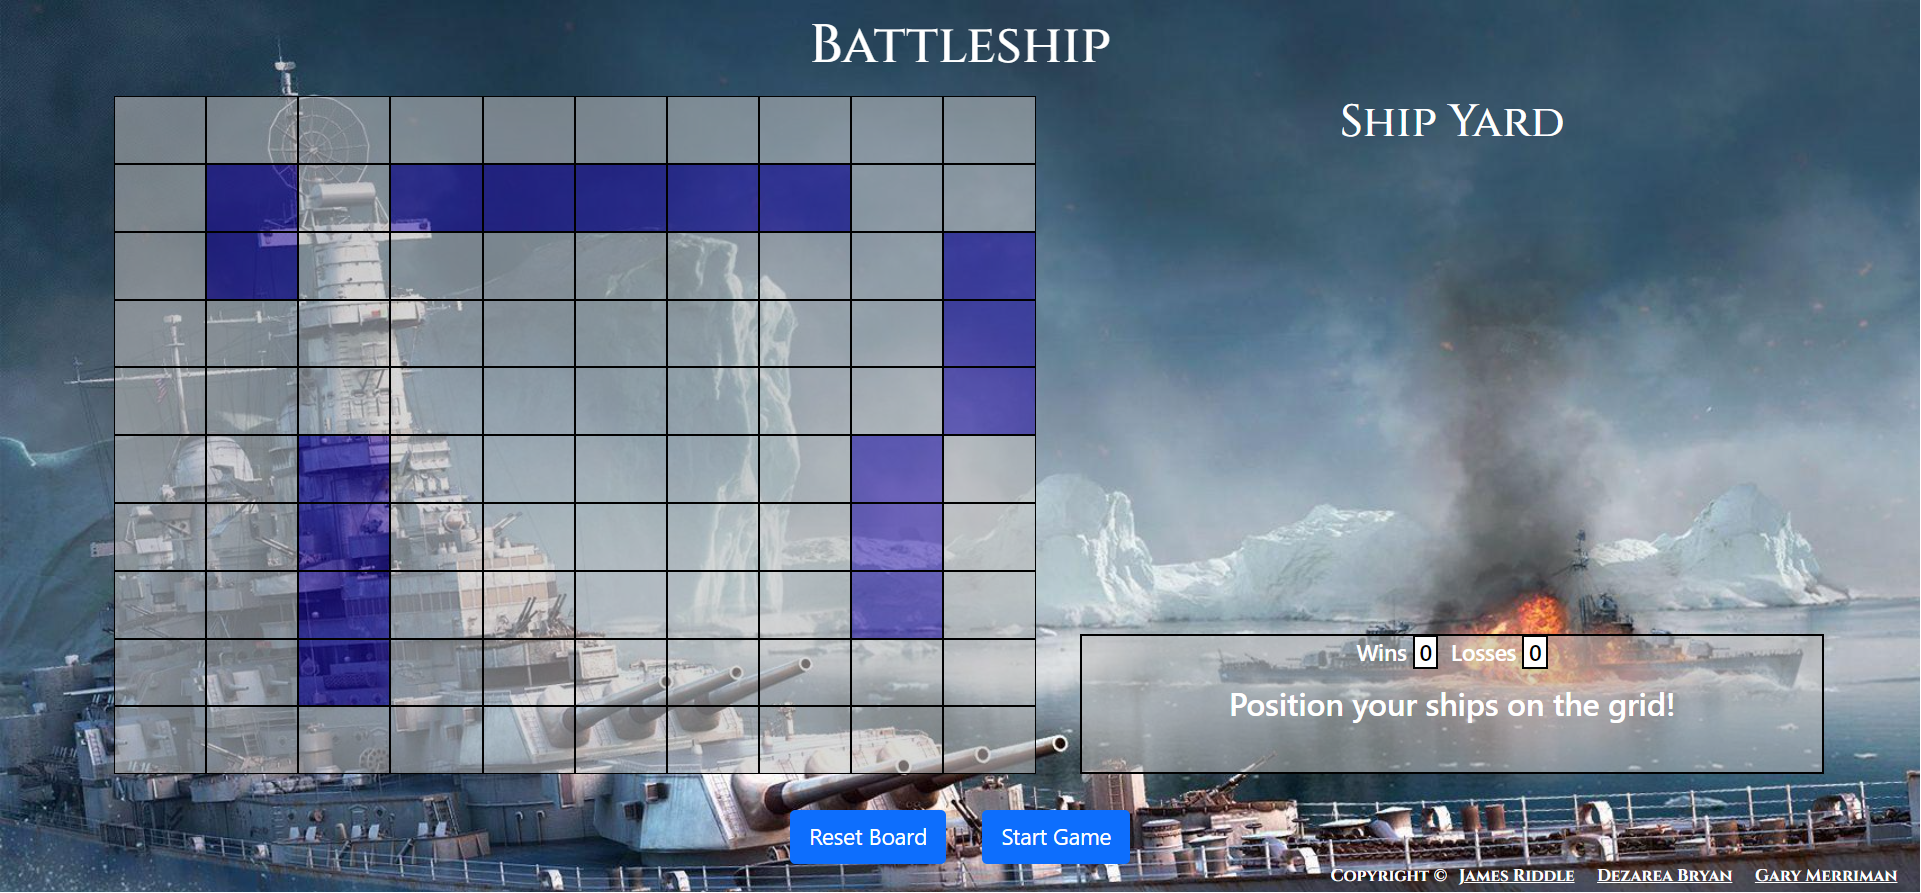 Battleship
Ship Yard
Wins 0 Losses 0
Position your ships on the grid!
Reset Board Start Game
Copyright © James Riddle Dezarea Bryan Gary Merriman